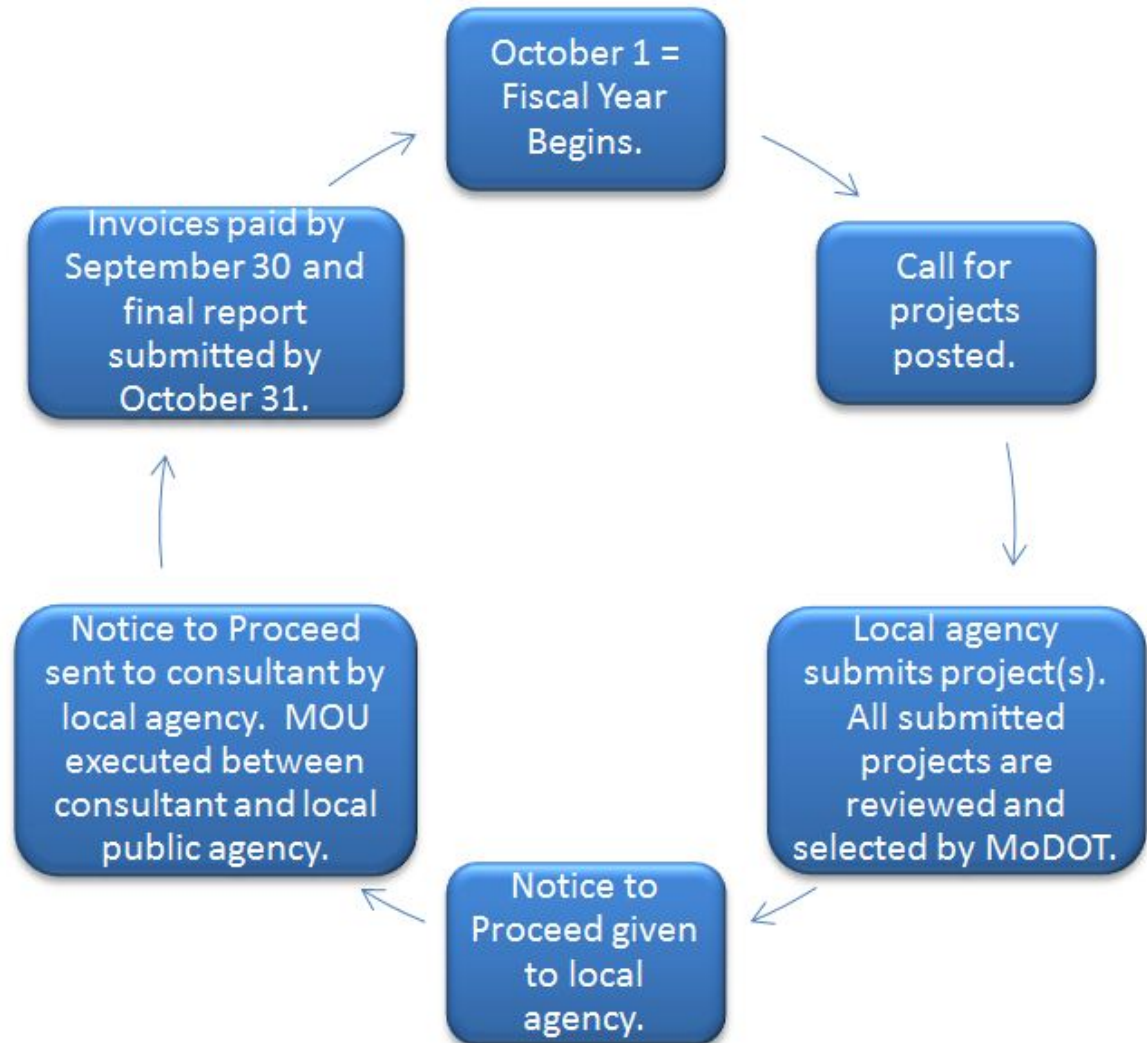 October 1 =
Fiscal Year
Begins.
Call for
projects
posted.
Local agency
submits project(s).
All submitted
projects are
reviewed and
selected by MoDOT.
Notice to
Proceed given
to local
agency.
Notice to Proceed
sent to consultant by
local agency.  MOU
executed between
consultant and local
public agency.
Invoices paid by
September 30 and
final report
submitted by
October 31.